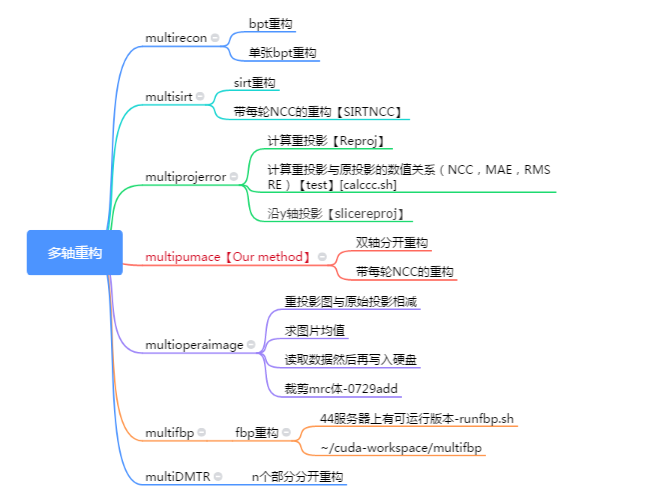 多轴重构
multirecon
bpt重构
单张bpt重构
multisirt
sirt重构
带每轮NCC的重构【SIRTNCC】
multiprojerror
计算重投影【Reproj】
计算重投影与原投影的数值关系（NCC，MAE，RMS
RE）【test】[calccc.sh]
沿y轴投影【slicereproj】
multipumace【Our method】
双轴分开重构
带每轮NCC的重构
multioperaimage
重投影图与原始投影相减
求图片均值
读取数据然后再写入硬盘
裁剪mrc体-0729add
multifbp
fbp重构
44服务器上有可运行版本-runfbp.sh
~/cuda-workspace/multifbp
multiDMTR
n个部分分开重构